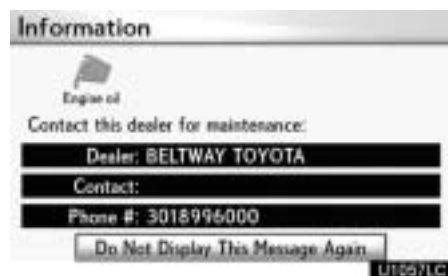 Information
Engine oil
Contact this dealer for maintenance:
Dealer: BELTWAY TOYOTA
Contact:
Phone #: 3018996000
Do Not Display This Message Again
U1057LC